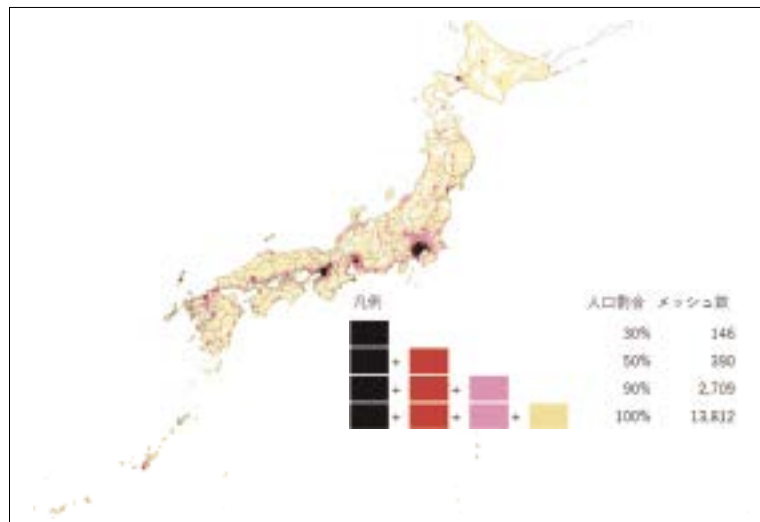 凡例 人口割合 メッシュ数
30% 146
+ 50% 390
+ + 90% 2,709
+ + + 100% 13,812